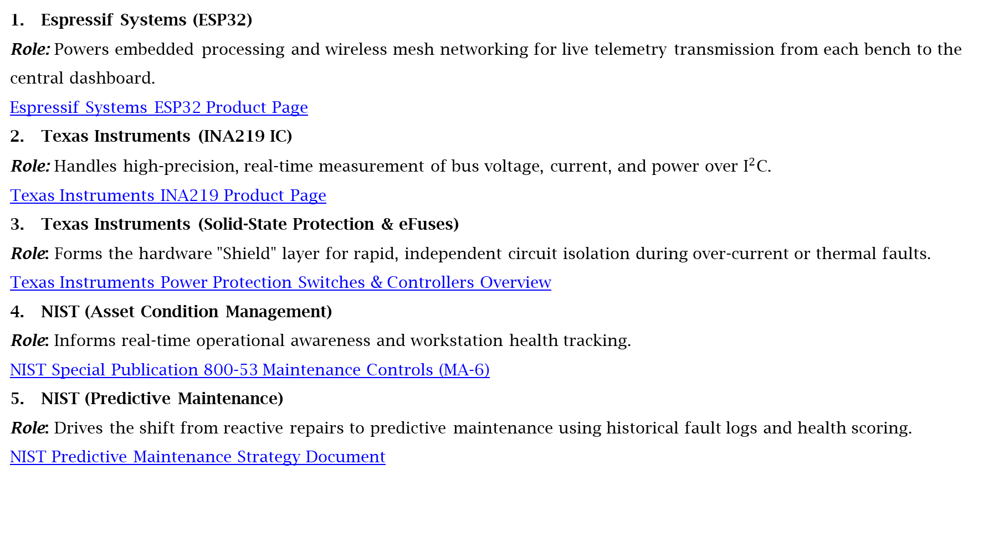 1. Espressif Systems (ESP32)
Role: Powers embedded processing and wireless mesh networking for live telemetry transmission from each bench to the
central dashboard.
Espressif Systems ESP32 Product Page
2. Texas Instruments (INA219 IC)
Role: Handles high-precision, real-time measurement of bus voltage, current, and power over I²C.
Texas Instruments INA219 Product Page
3. Texas Instruments (Solid-State Protection & eFuses)
Role: Forms the hardware "Shield" layer for rapid, independent circuit isolation during over-current or thermal faults.
Texas Instruments Power Protection Switches & Controllers Overview
4. NIST (Asset Condition Management)
Role: Informs real-time operational awareness and workstation health tracking.
NIST Special Publication 800-53 Maintenance Controls (MA-6)
5. NIST (Predictive Maintenance)
Role: Drives the shift from reactive repairs to predictive maintenance using historical fault logs and health scoring.
NIST Predictive Maintenance Strategy Document